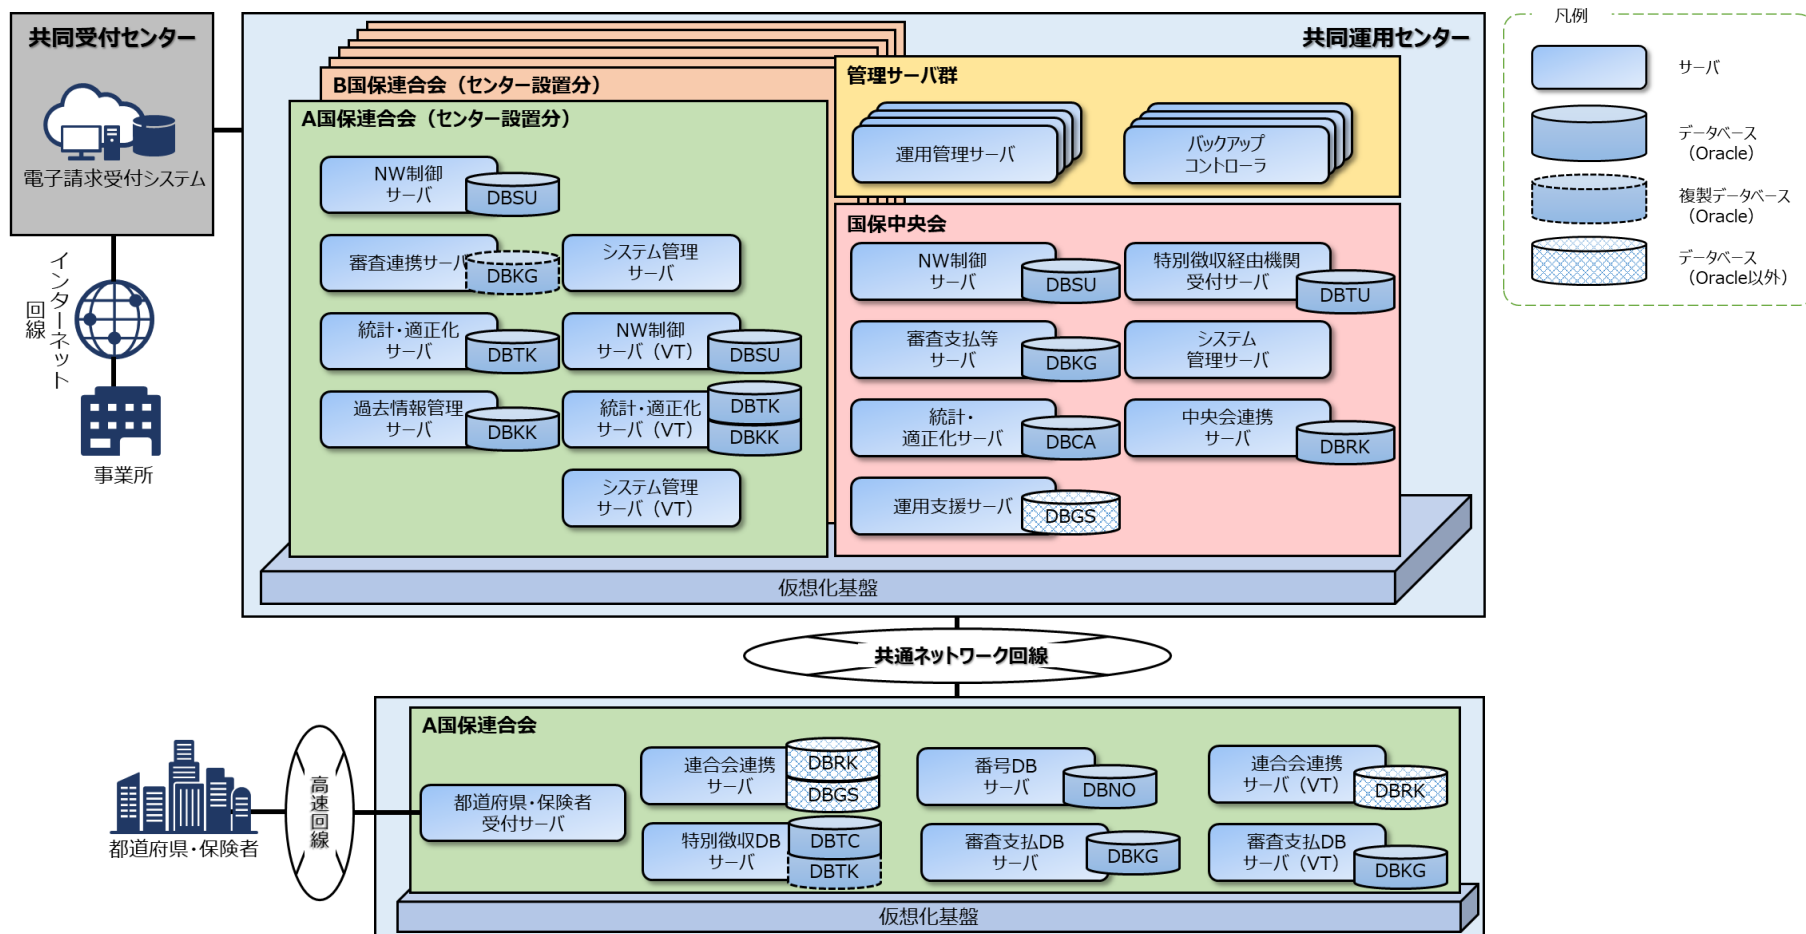 共同受付センター
電子請求受付システム
インターネット
回線
事業所
共同運用センター
B国保連合会（センター設置分）
A国保連合会（センター設置分）
NW制御
サーバ
DBSU
審査連携サーバ
DBKG
システム管理
サーバ
統計・適正化
サーバ
DBTK
NW制御
サーバ（VT）
DBSU
過去情報管理
サーバ
DBKK
統計・適正化
サーバ（VT）
DBTK
DBKK
システム管理
サーバ（VT）
管理サーバ群
運用管理サーバ
バックアップ
コントローラ
国保中央会
NW制御
サーバ
DBSU
特別徴収経由機関
受付サーバ
DBTU
審査支払等
サーバ
DBKG
システム
管理サーバ
統計・
適正化サーバ
DBCA
中央会連携
サーバ
DBRK
運用支援サーバ
DBGS
仮想化基盤
凡例
サーバ
データベース
（Oracle）
複製データベース
（Oracle）
データベース
（Oracle以外）
共通ネットワーク回線
都道府県・保険者
高速回線
A国保連合会
都道府県・保険者
受付サーバ
連合会連携
サーバ
DBRK
DBGS
番号DB
サーバ
DBNO
連合会連携
サーバ（VT）
DBRK
特別徴収DB
サーバ
DBTC
DBTK
審査支払DB
サーバ
DBKG
審査支払DB
サーバ（VT）
DBKG
仮想化基盤